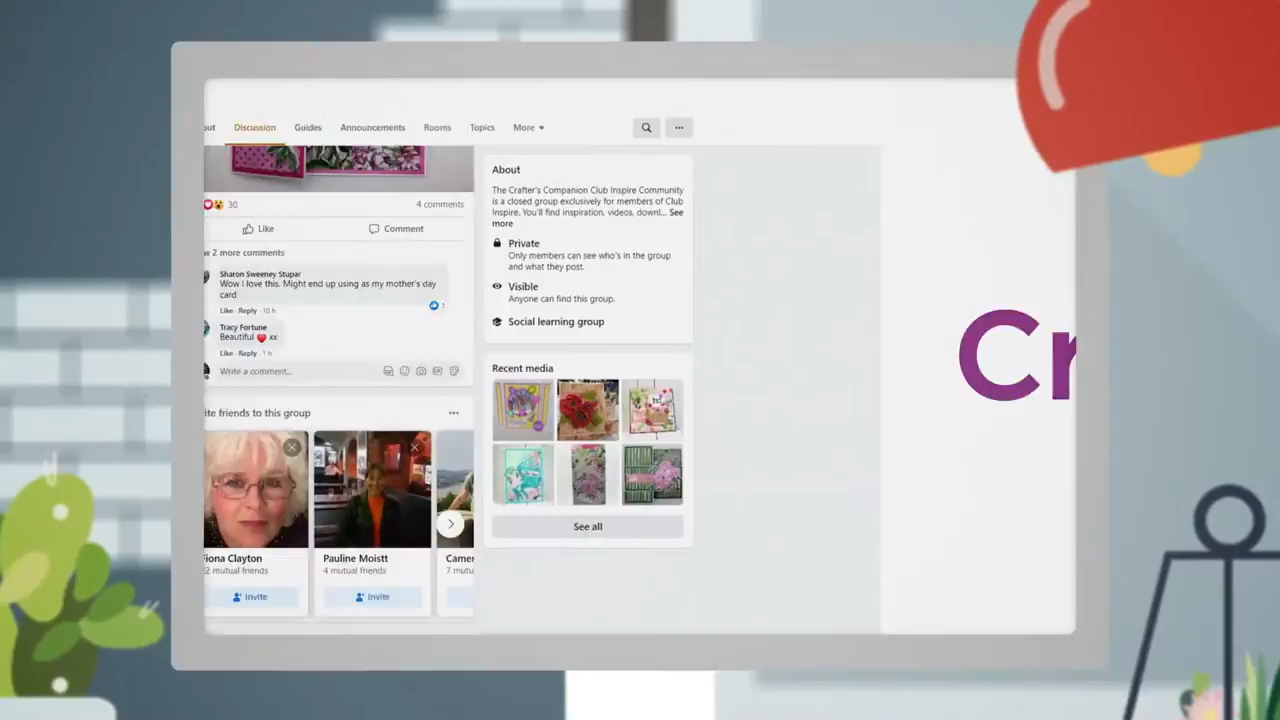 out Discussion Guides Announcements Rooms Topics More
30 4 comments
Like Comment
w 2 more comments
Sharon Sweeney Stupar
Wow I love this. Might end up using as my mother's day
card
Like · Reply · 10 h 1
Tracy Fortune
Beautiful ❤️ xx
Like · Reply · 1 h
Write a comment...
ite friends to this group
Fiona Clayton
22 mutual friends
Invite
Pauline Moistt
4 mutual friends
Invite
Camer
7 mutu
About
The Crafter's Companion Club Inspire Community
is a closed group exclusively for members of Club
Inspire. You'll find inspiration, videos, downl... See
more
Private
Only members can see who's in the group
and what they post.
Visible
Anyone can find this group.
Social learning group
Recent media
See all
Cr